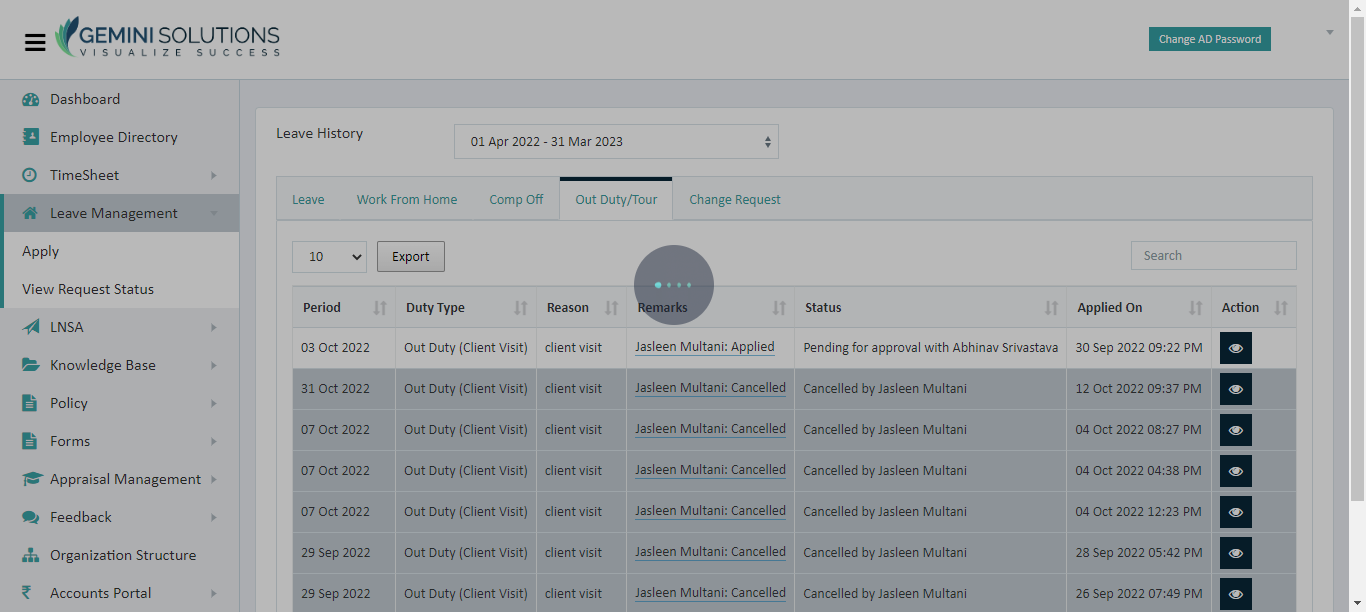 GEMINI SOLUTIONS
VISUALIZE SUCCESS
Change AD Password
Dashboard
Employee Directory
TimeSheet
Leave Management
Apply
View Request Status
LNSA
Knowledge Base
Policy
Forms
Appraisal Management
Feedback
Organization Structure
₹ Accounts Portal
Leave History
01 Apr 2022 - 31 Mar 2023
Leave Work From Home Comp Off Out Duty/Tour Change Request
10 Export Search
Period Duty Type Reason Remarks Status Applied On Action
03 Oct 2022 Out Duty (Client Visit) client visit Jasleen Multani: Applied Pending for approval with Abhinav Srivastava 30 Sep 2022 09:22 PM
31 Oct 2022 Out Duty (Client Visit) client visit Jasleen Multani: Cancelled Cancelled by Jasleen Multani 12 Oct 2022 09:37 PM
07 Oct 2022 Out Duty (Client Visit) client visit Jasleen Multani: Cancelled Cancelled by Jasleen Multani 04 Oct 2022 08:27 PM
07 Oct 2022 Out Duty (Client Visit) client visit Jasleen Multani: Cancelled Cancelled by Jasleen Multani 04 Oct 2022 04:38 PM
07 Oct 2022 Out Duty (Client Visit) client visit Jasleen Multani: Cancelled Cancelled by Jasleen Multani 04 Oct 2022 12:23 PM
29 Sep 2022 Out Duty (Client Visit) client visit Jasleen Multani: Cancelled Cancelled by Jasleen Multani 28 Sep 2022 05:42 PM
29 Sep 2022 Out Duty (Client Visit) client visit Jasleen Multani: Cancelled Cancelled by Jasleen Multani 26 Sep 2022 07:49 PM